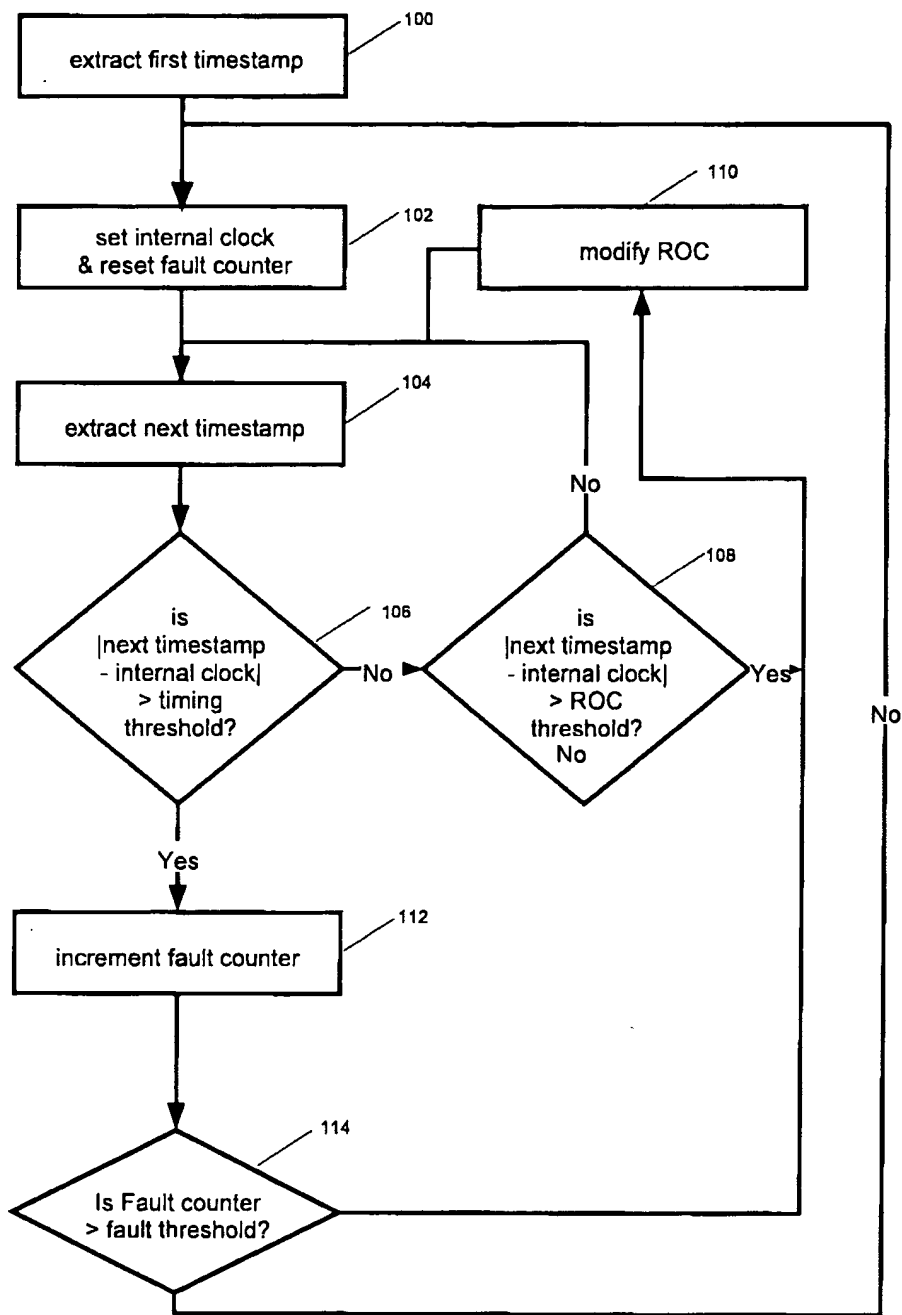 100
extract first timestamp
110
102
set internal clock
& reset fault counter
modify ROC
104
extract next timestamp
No
108
106
is
|next timestamp
- internal clock|
> timing
threshold?
No
is
|next timestamp
- internal clock|
> ROC
threshold?
No
Yes
No
Yes
112
increment fault counter
114
Is Fault counter
> fault threshold?